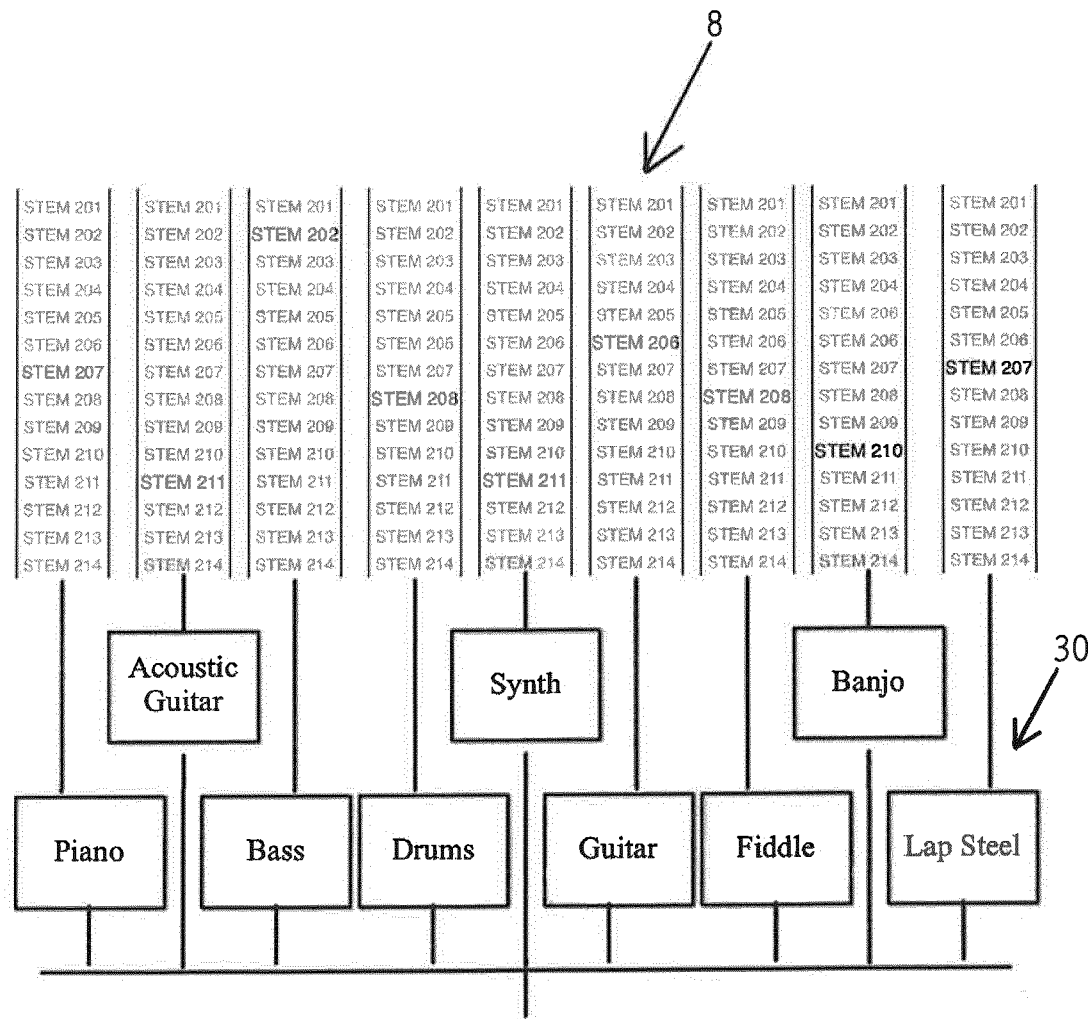 8
STEM 201 STEM 201 STEM 201 STEM 201 STEM 201 STEM 201 STEM 201 STEM 201 STEM 201
STEM 202 STEM 202 STEM 202 STEM 202 STEM 202 STEM 202 STEM 202 STEM 202 STEM 202
STEM 203 STEM 203 STEM 203 STEM 203 STEM 203 STEM 203 STEM 203 STEM 203 STEM 203
STEM 204 STEM 204 STEM 204 STEM 204 STEM 204 STEM 204 STEM 204 STEM 204 STEM 204
STEM 205 STEM 205 STEM 205 STEM 205 STEM 205 STEM 205 STEM 205 STEM 205 STEM 205
STEM 206 STEM 206 STEM 206 STEM 206 STEM 206 STEM 206 STEM 206 STEM 206 STEM 206
STEM 207 STEM 207 STEM 207 STEM 207 STEM 207 STEM 207 STEM 207 STEM 207 STEM 207
STEM 208 STEM 208 STEM 208 STEM 208 STEM 208 STEM 208 STEM 208 STEM 208 STEM 208
STEM 209 STEM 209 STEM 209 STEM 209 STEM 209 STEM 209 STEM 209 STEM 209 STEM 209
STEM 210 STEM 210 STEM 210 STEM 210 STEM 210 STEM 210 STEM 210 STEM 210 STEM 210
STEM 211 STEM 211 STEM 211 STEM 211 STEM 211 STEM 211 STEM 211 STEM 211 STEM 211
STEM 212 STEM 212 STEM 212 STEM 212 STEM 212 STEM 212 STEM 212 STEM 212 STEM 212
STEM 213 STEM 213 STEM 213 STEM 213 STEM 213 STEM 213 STEM 213 STEM 213 STEM 213
STEM 214 STEM 214 STEM 214 STEM 214 STEM 214 STEM 214 STEM 214 STEM 214 STEM 214
30
Acoustic
Guitar
Synth
Banjo
Piano
Bass
Drums
Guitar
Fiddle
Lap Steel